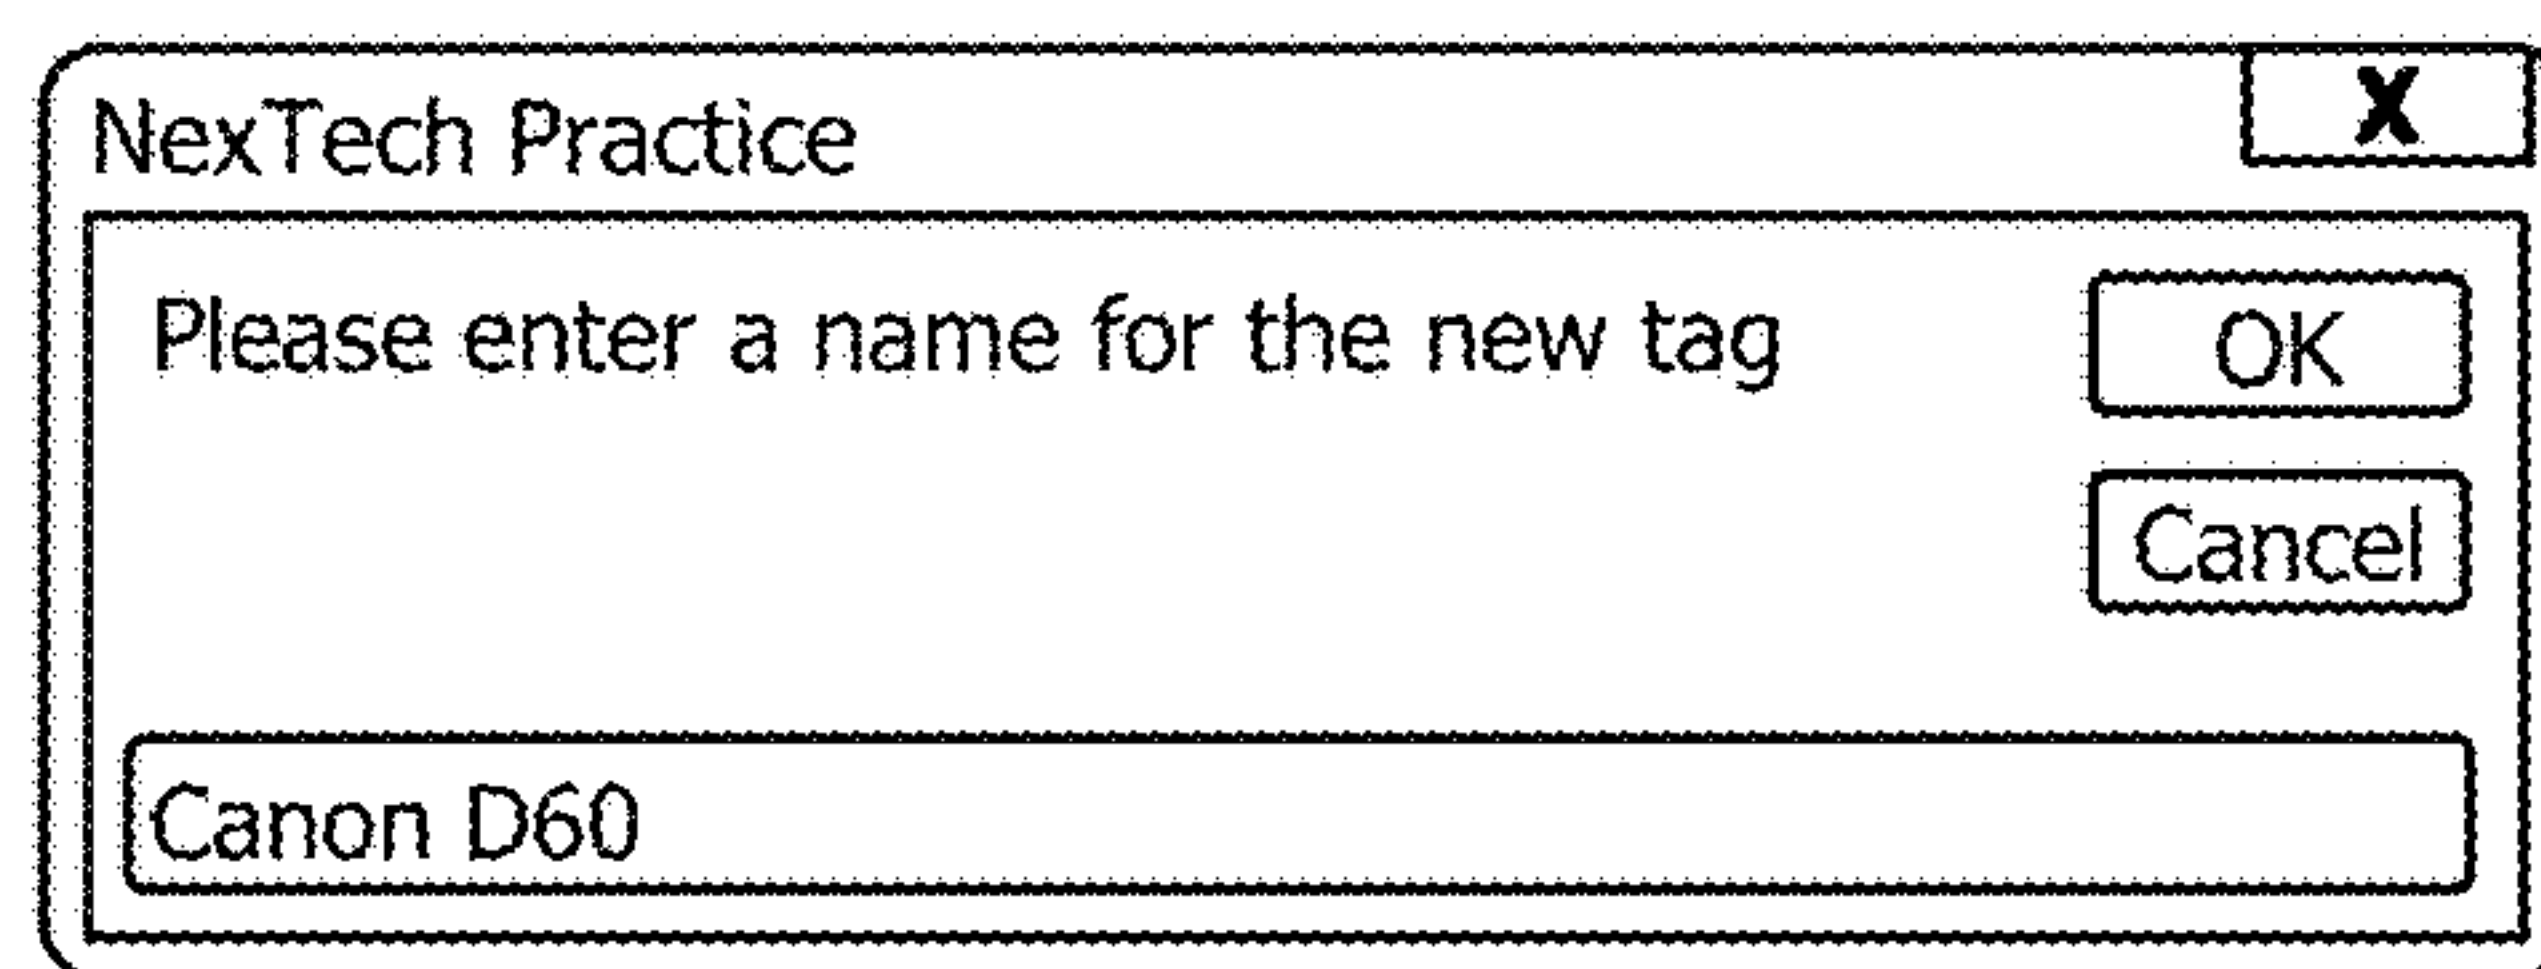 NexTech Practice X
Please enter a name for the new tag
OK
Cancel
Canon D60